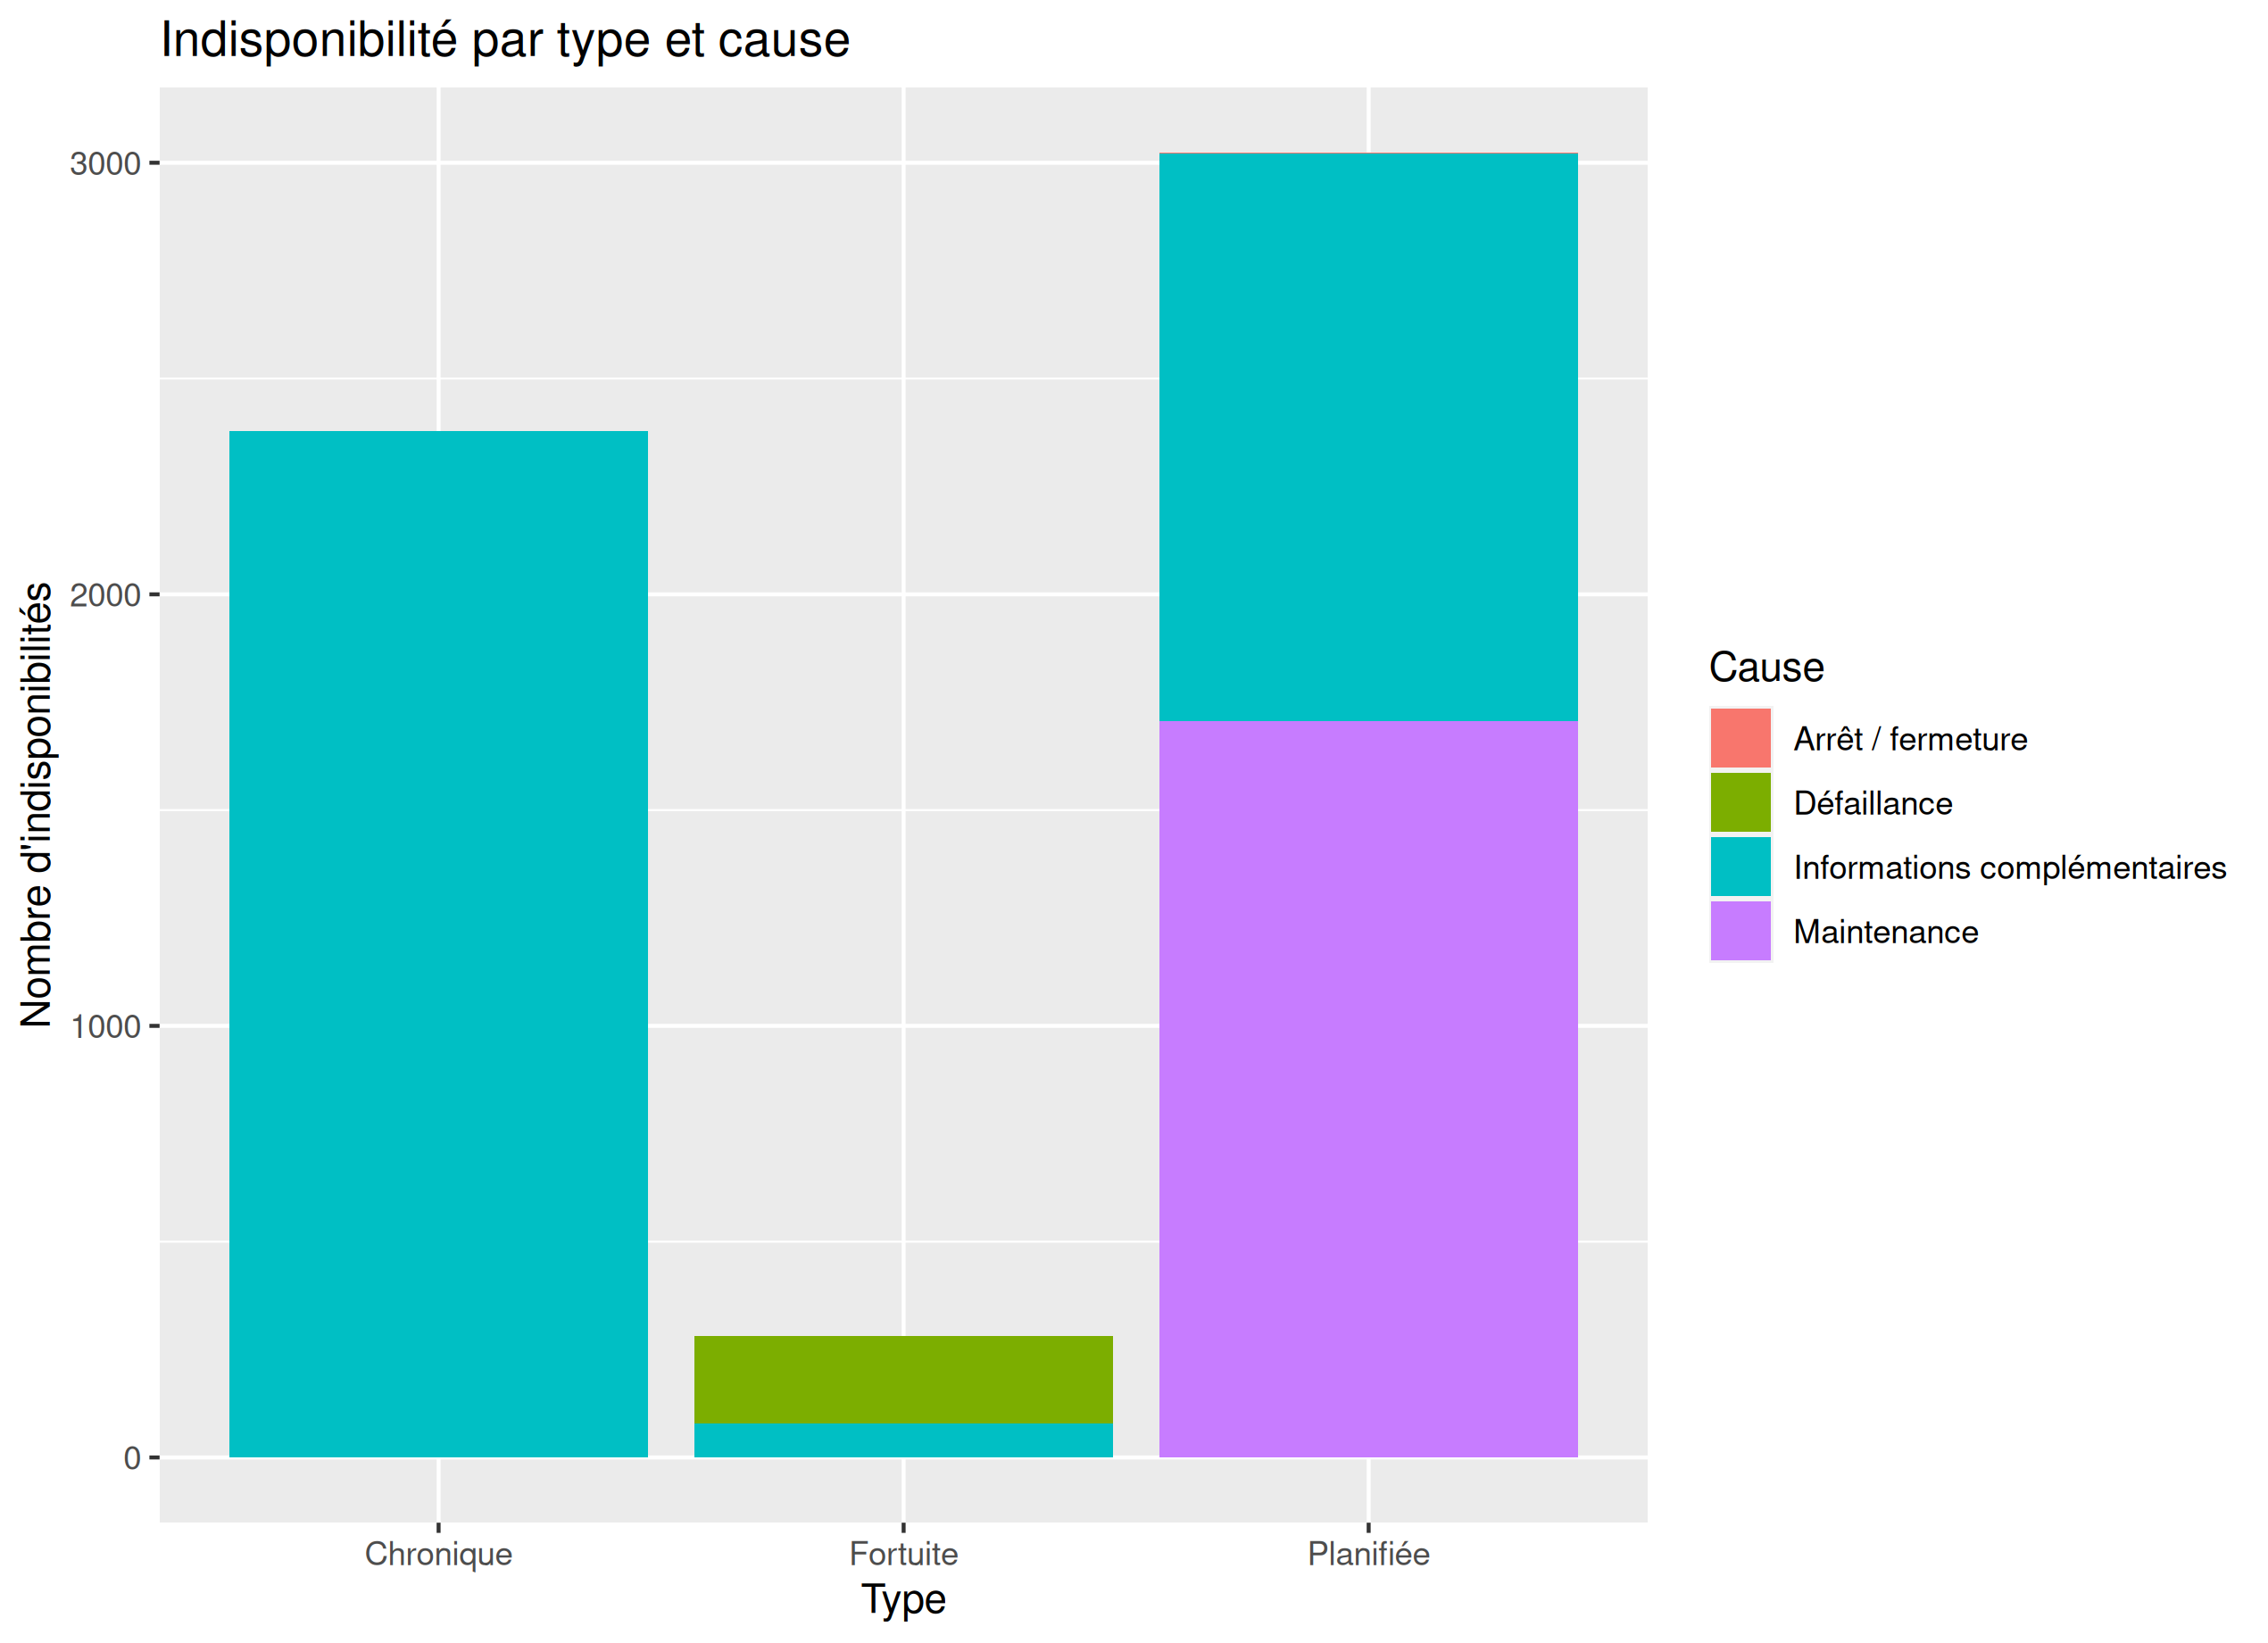 Indisponibilité par type et cause
Nombre d'indisponibilités
3000
2000
1000
0
Chronique
Fortuite
Planifiée
Type
Cause
Arrêt / fermeture
Défaillance
Informations complémentaires
Maintenance